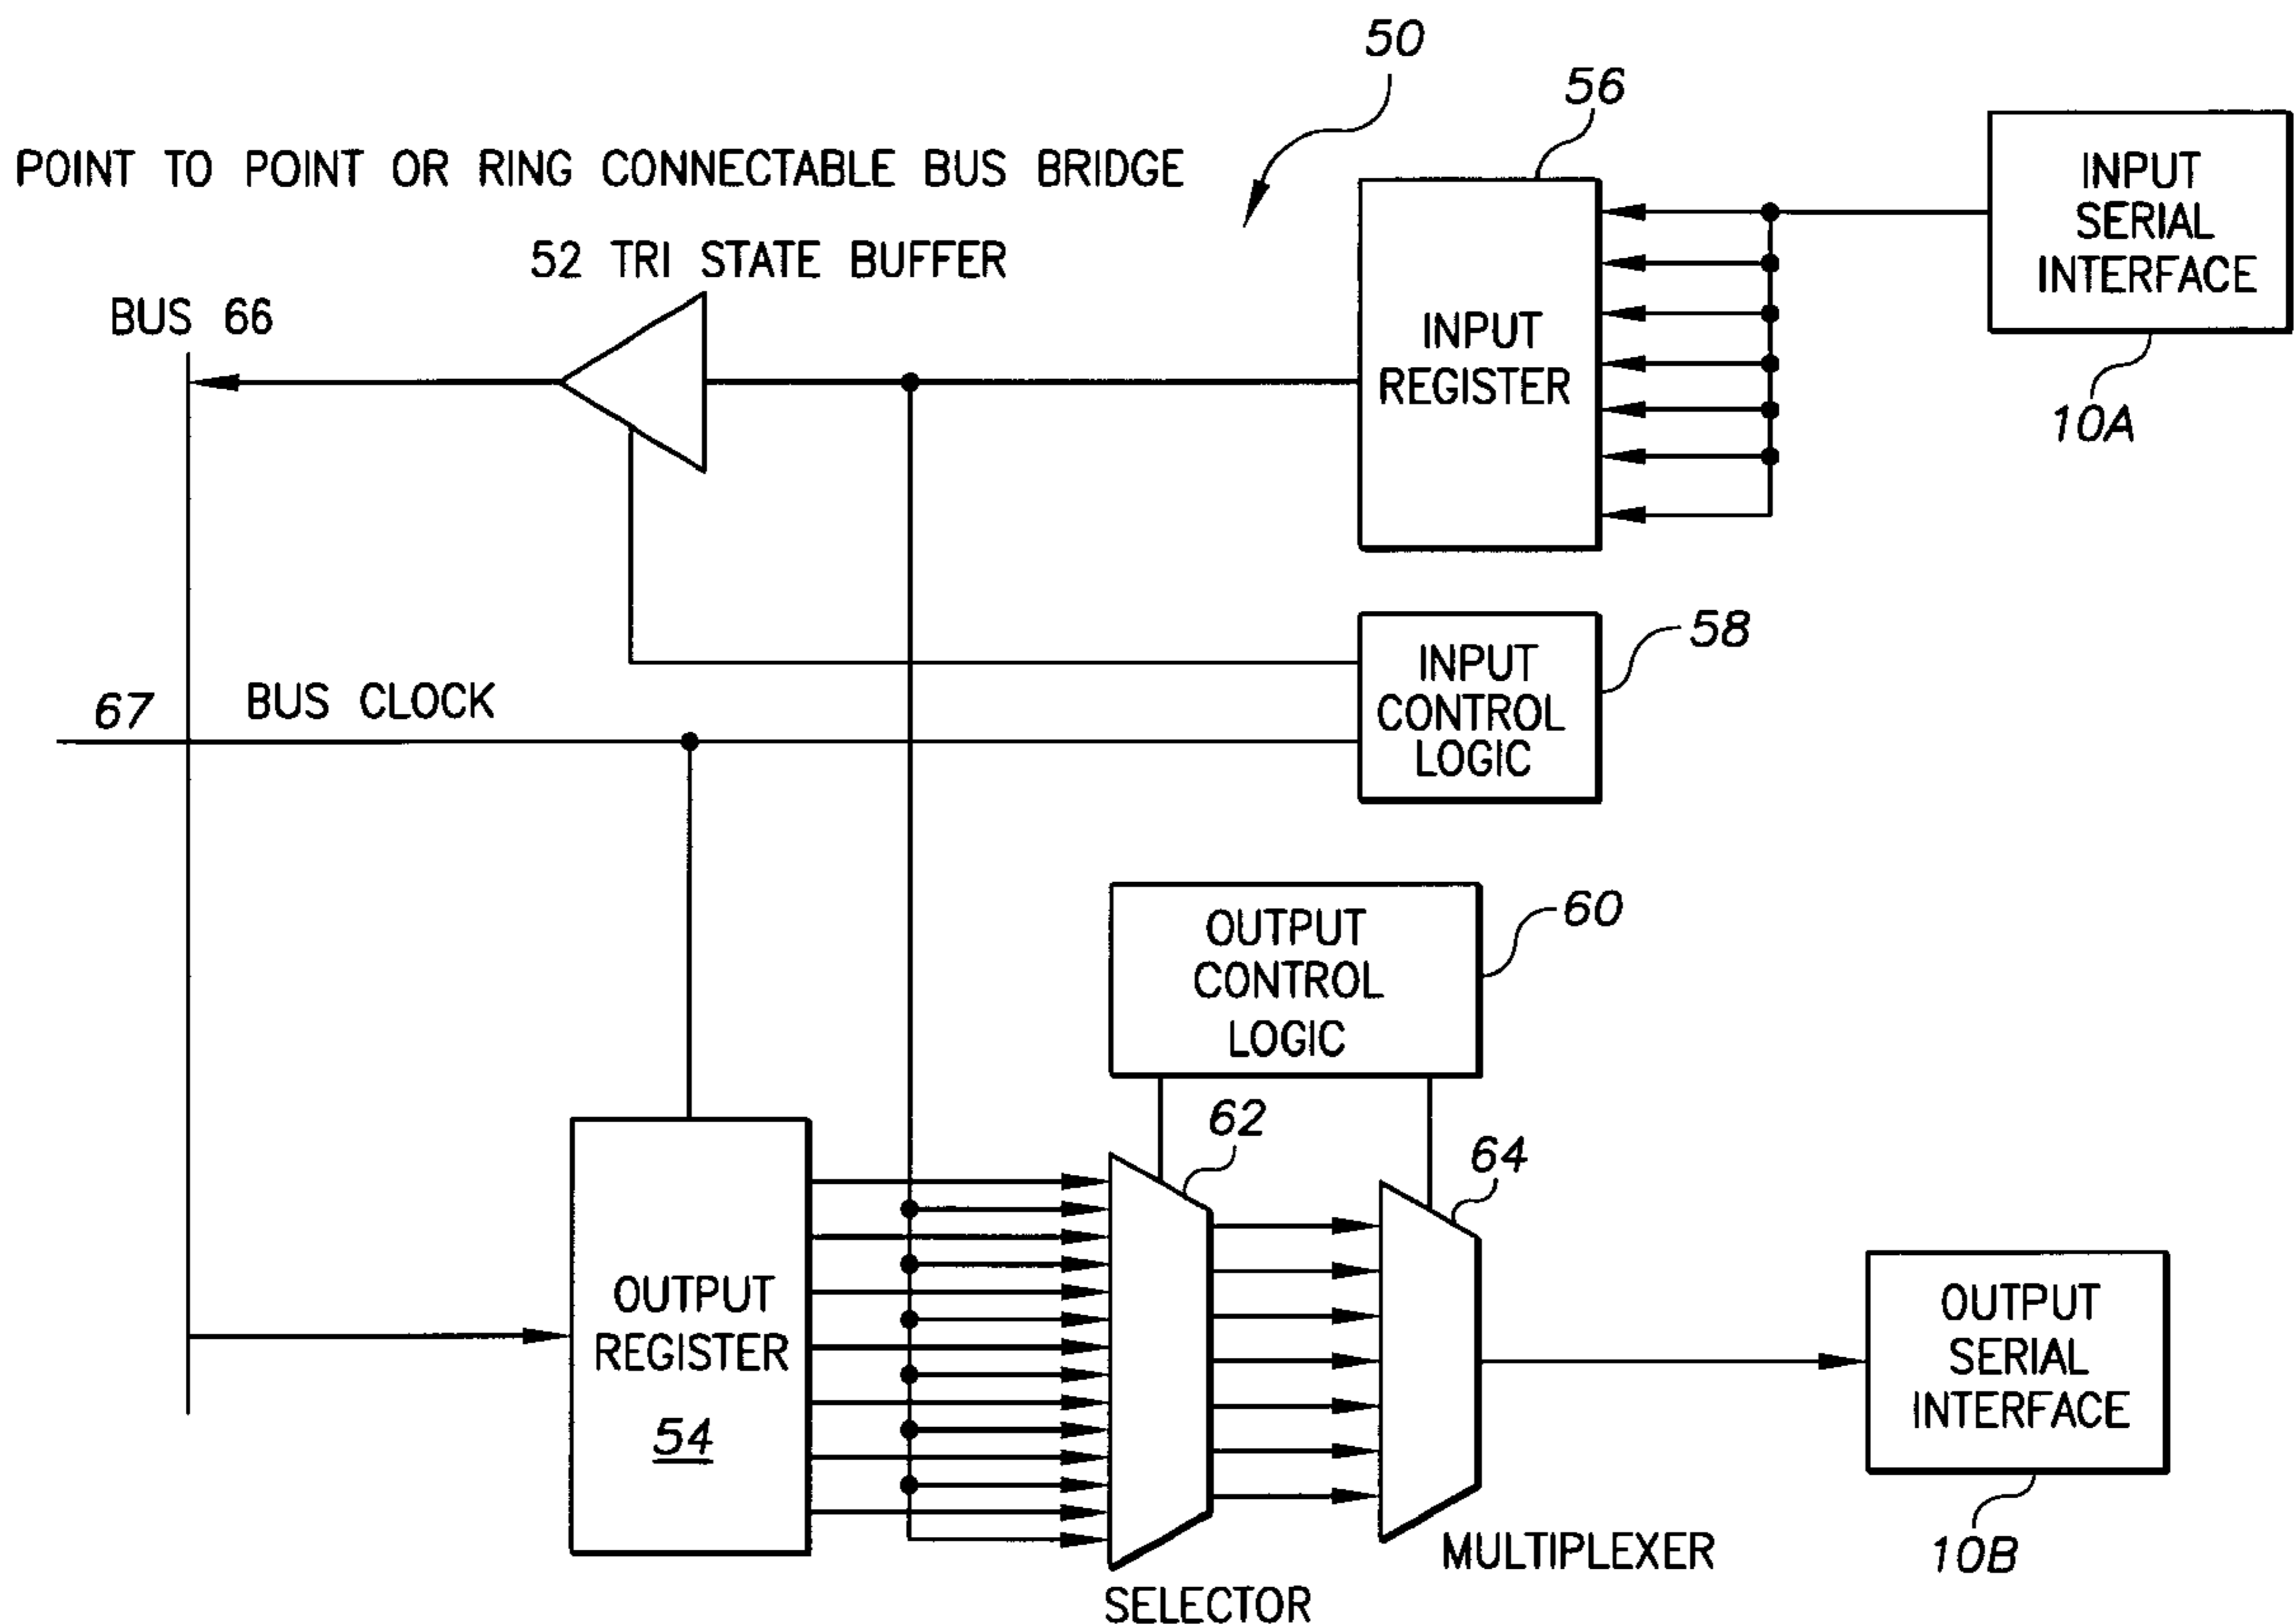 50
56
POINT TO POINT OR RING CONNECTABLE BUS BRIDGE
INPUT
SERIAL
INTERFACE
10A
52 TRI STATE BUFFER
BUS 66
INPUT
REGISTER
58
INPUT
CONTROL
LOGIC
67
BUS CLOCK
60
OUTPUT
CONTROL
LOGIC
62
64
OUTPUT
REGISTER
54
OUTPUT
SERIAL
INTERFACE
10B
MULTIPLEXER
SELECTOR